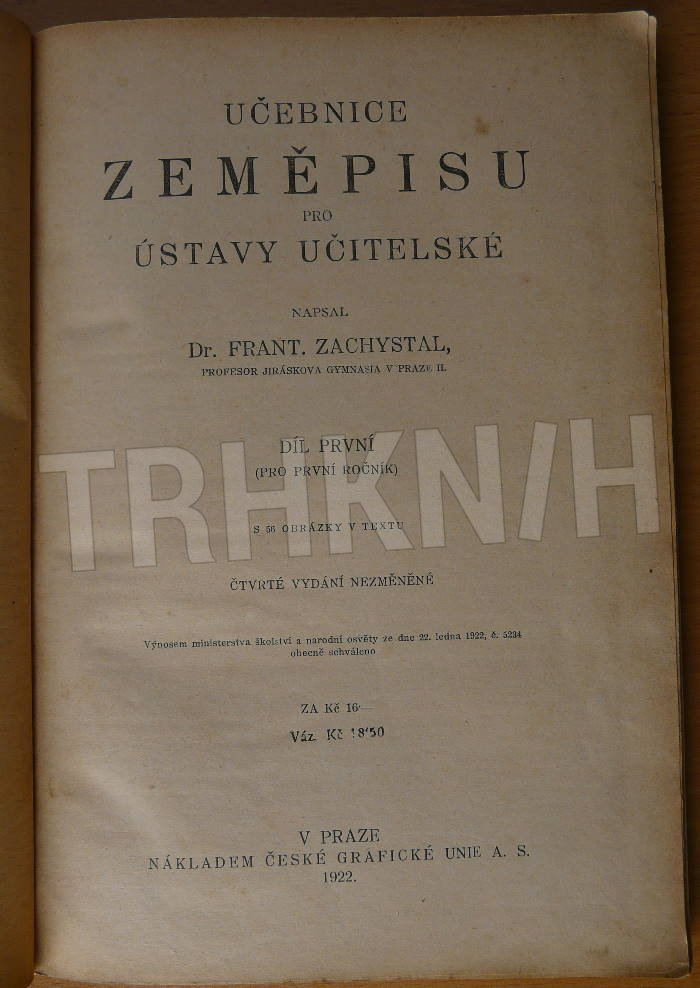 UČEBNICE
ZEMĚPISU
PRO
ÚSTAVY UČITELSKÉ
NAPSAL
Dr. FRANT. ZACHYSTAL,
PROFESOR JIRÁSKOVA GYMNASIA V PRAZE II.
DÍL PRVNÍ
(PRO PRVNÍ ROČNÍK)
TRHKNIH
S 56 OBRÁZKY V TEXTU
ČTVRTÉ VYDÁNÍ NEZMĚNĚNÉ
Výnosem ministerstva školství a narodní osvěty ze dne 22. ledna 1922, č. 5234
obecně schváleno
ZA Kč 16·—
Váz. Kč 18·50
V PRAZE
NÁKLADEM ČESKÉ GRAFICKÉ UNIE A. S.
1922.